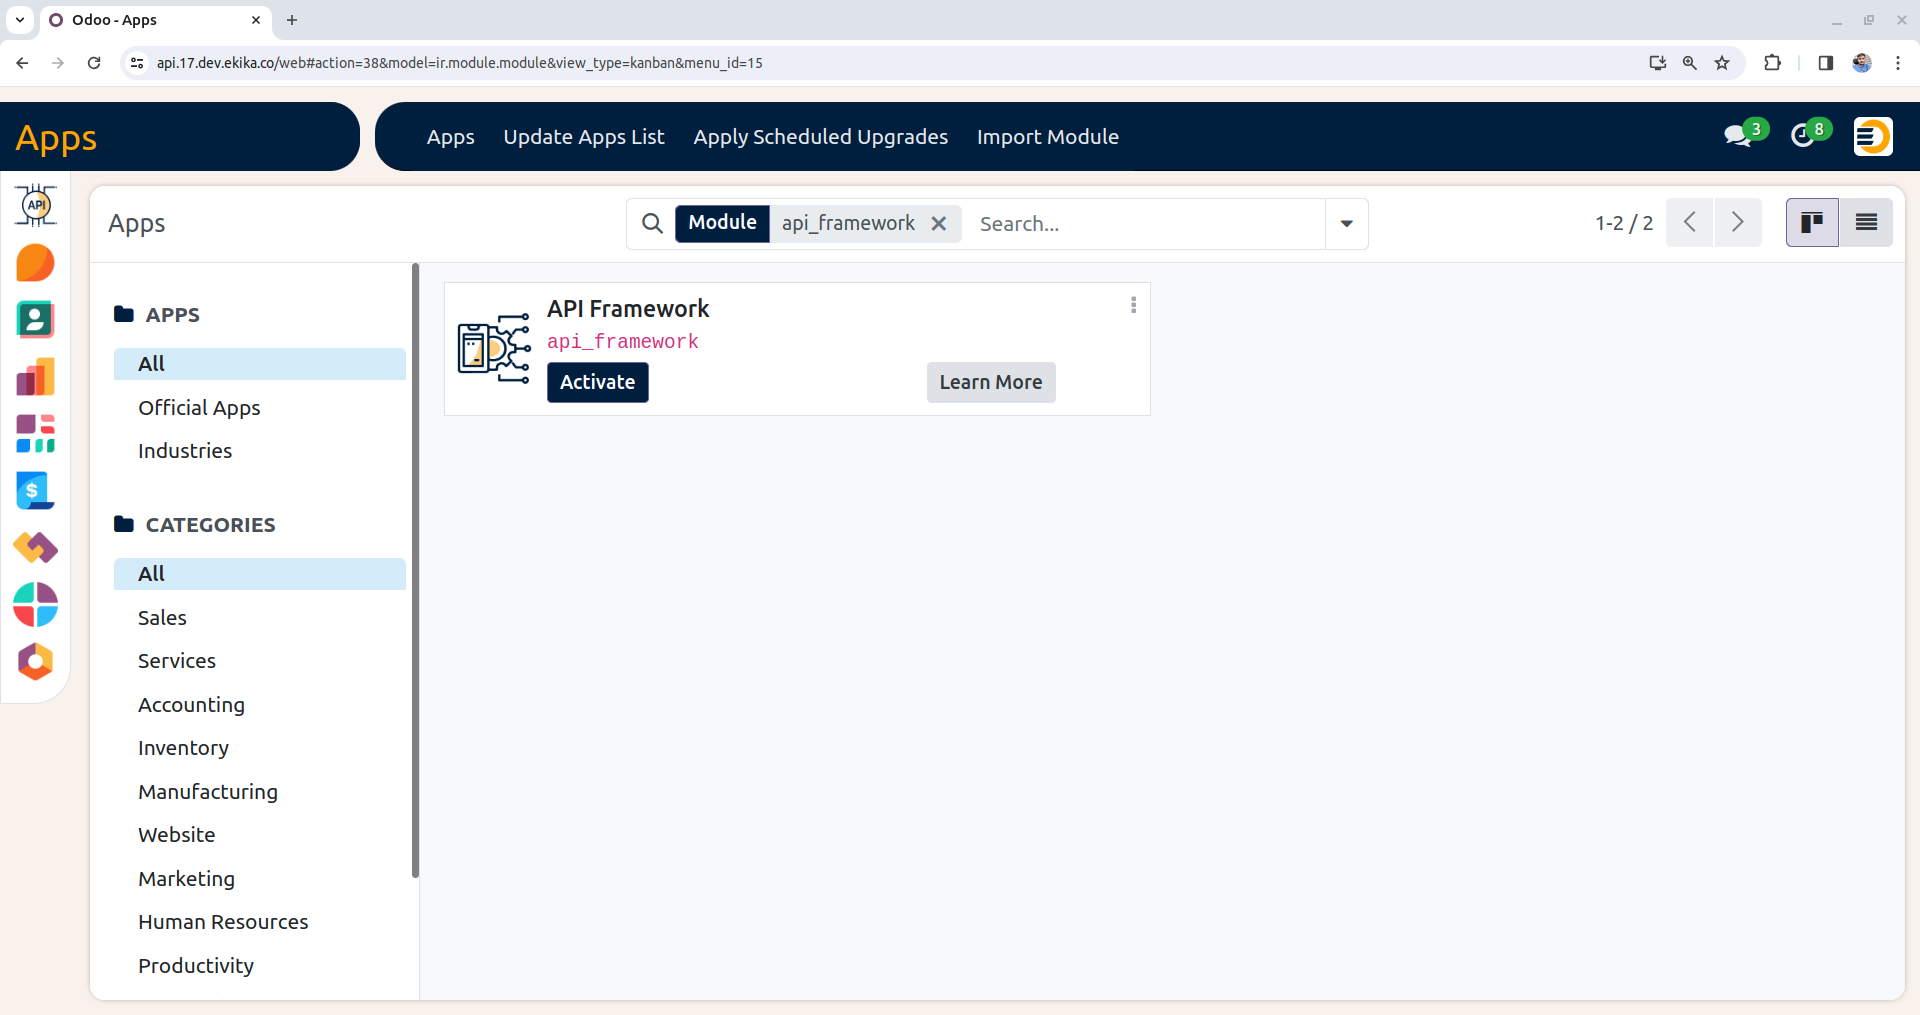 Odoo - Apps
api.17.dev.ekika.co/web#action=38&model=ir.module.module&view_type=kanban&menu_id=15
Apps
Apps Update Apps List Apply Scheduled Upgrades Import Module 3 8
API
Apps Module api_framework Search... 1-2 / 2
APPS
All
Official Apps
Industries
CATEGORIES
All
Sales
Services
Accounting
Inventory
Manufacturing
Website
Marketing
Human Resources
Productivity
API Framework
api_framework
Activate Learn More
$